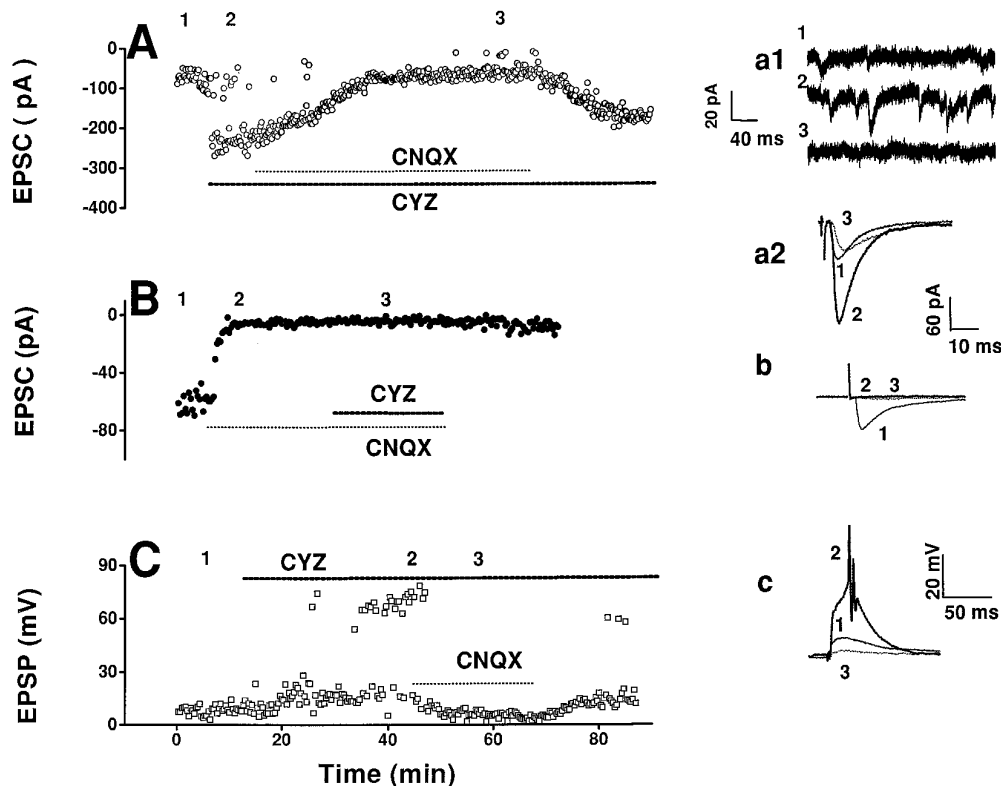 1 2 3
A
EPSC ( pA)
0
-100
-200
-300
-400
CNQX
CYZ
a1
1
2
3
20 pA
40 ms
a2
3
1
2
60 pA
10 ms
B
1 2 3
EPSC (pA)
0
-40
-80
CYZ
CNQX
b
2 3
1
C
1 2 3
EPSP (mV)
90
60
30
0
CYZ
CNQX
0 20 40 60 80
Time (min)
c
2
1
3
20 mV
50 ms